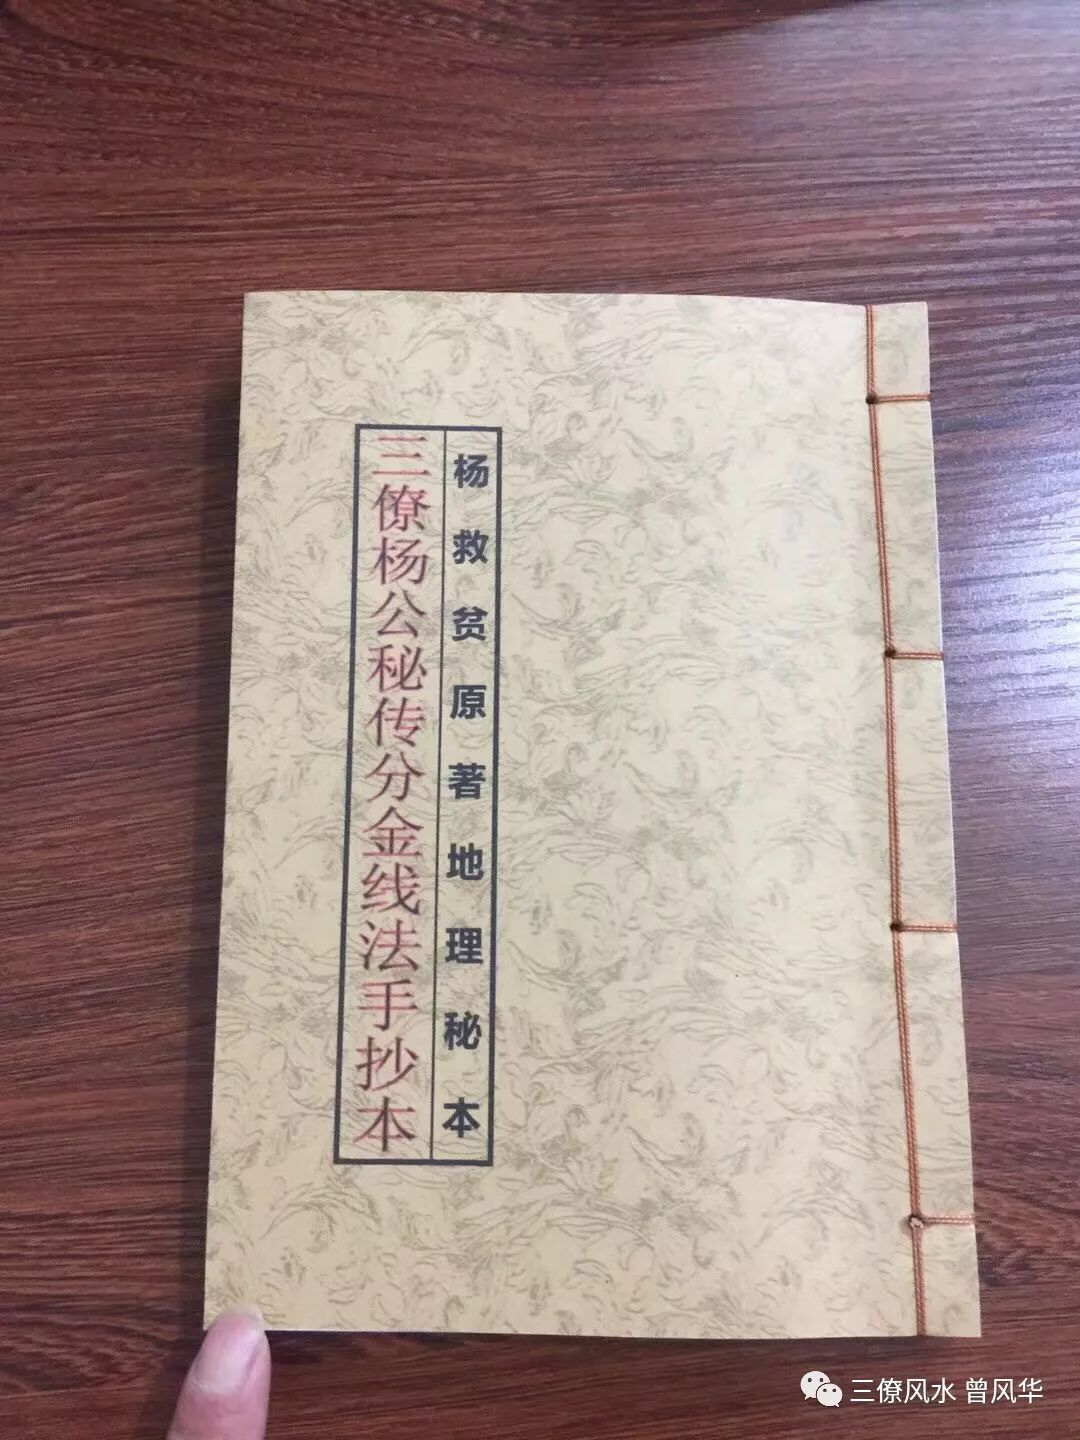 杨救贫原著地理秘本
三僚杨公秘传分金线法手抄本
三僚风水 曾风华